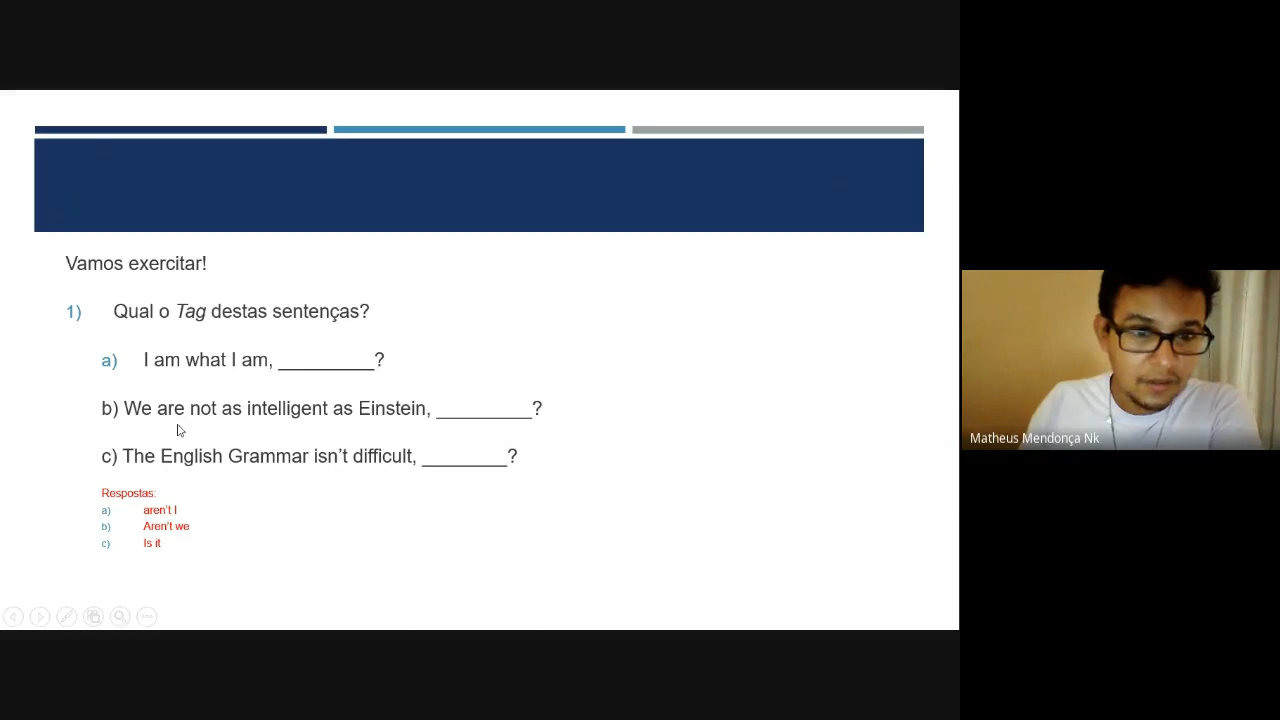 Vamos exercitar!
1) Qual o Tag destas sentenças?
a) I am what I am, _________?
b) We are not as intelligent as Einstein, _________?
c) The English Grammar isn't difficult, ________?
Respostas:
a) aren't I
b) Aren't we
c) Is it
Matheus Mendonça Nk